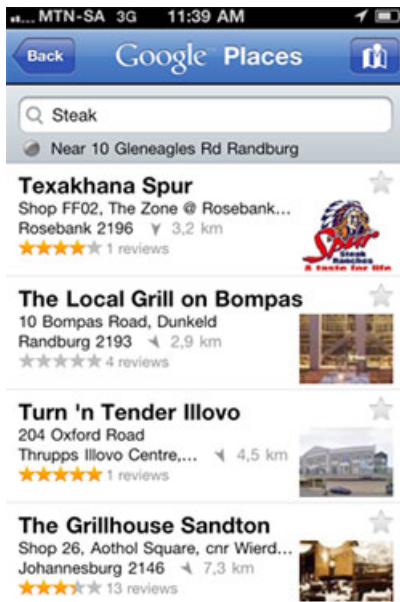 MTN-SA 3G 11:39 AM
Back Google Places
Steak
Near 10 Gleneagles Rd Randburg
Texakhana Spur
Shop FF02, The Zone @ Rosebank...
Rosebank 2196 3,2 km
1 reviews
Spur
Steak
Ranches
A taste for life
The Local Grill on Bompas
10 Bompas Road, Dunkeld
Randburg 2193 2,9 km
4 reviews
Turn 'n Tender Illovo
204 Oxford Road
Thrupps Illovo Centre,... 4,5 km
1 reviews
The Grillhouse Sandton
Shop 26, Aothol Square, cnr Wierd...
Johannesburg 2146 7,3 km
13 reviews